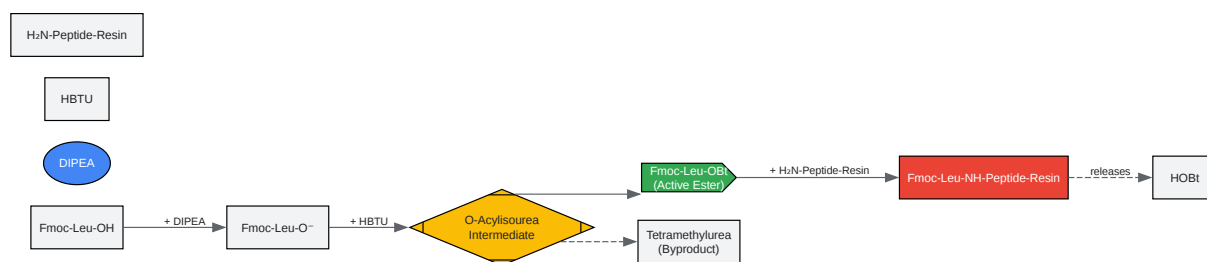 H₂N-Peptide-Resin
HBTU
DIPEA
Fmoc-Leu-OH
+ DIPEA
Fmoc-Leu-O⁻
+ HBTU
O-Acylisourea
Intermediate
Fmoc-Leu-OBt
(Active Ester)
Tetramethylurea
(Byproduct)
+ H₂N-Peptide-Resin
Fmoc-Leu-NH-Peptide-Resin
releases
HOBt